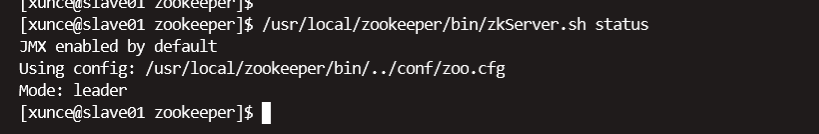 [xunce@slave01 zookeeper]$
[xunce@slave01 zookeeper]$ /usr/local/zookeeper/bin/zkServer.sh status
JMX enabled by default
Using config: /usr/local/zookeeper/bin/../conf/zoo.cfg
Mode: leader
[xunce@slave01 zookeeper]$